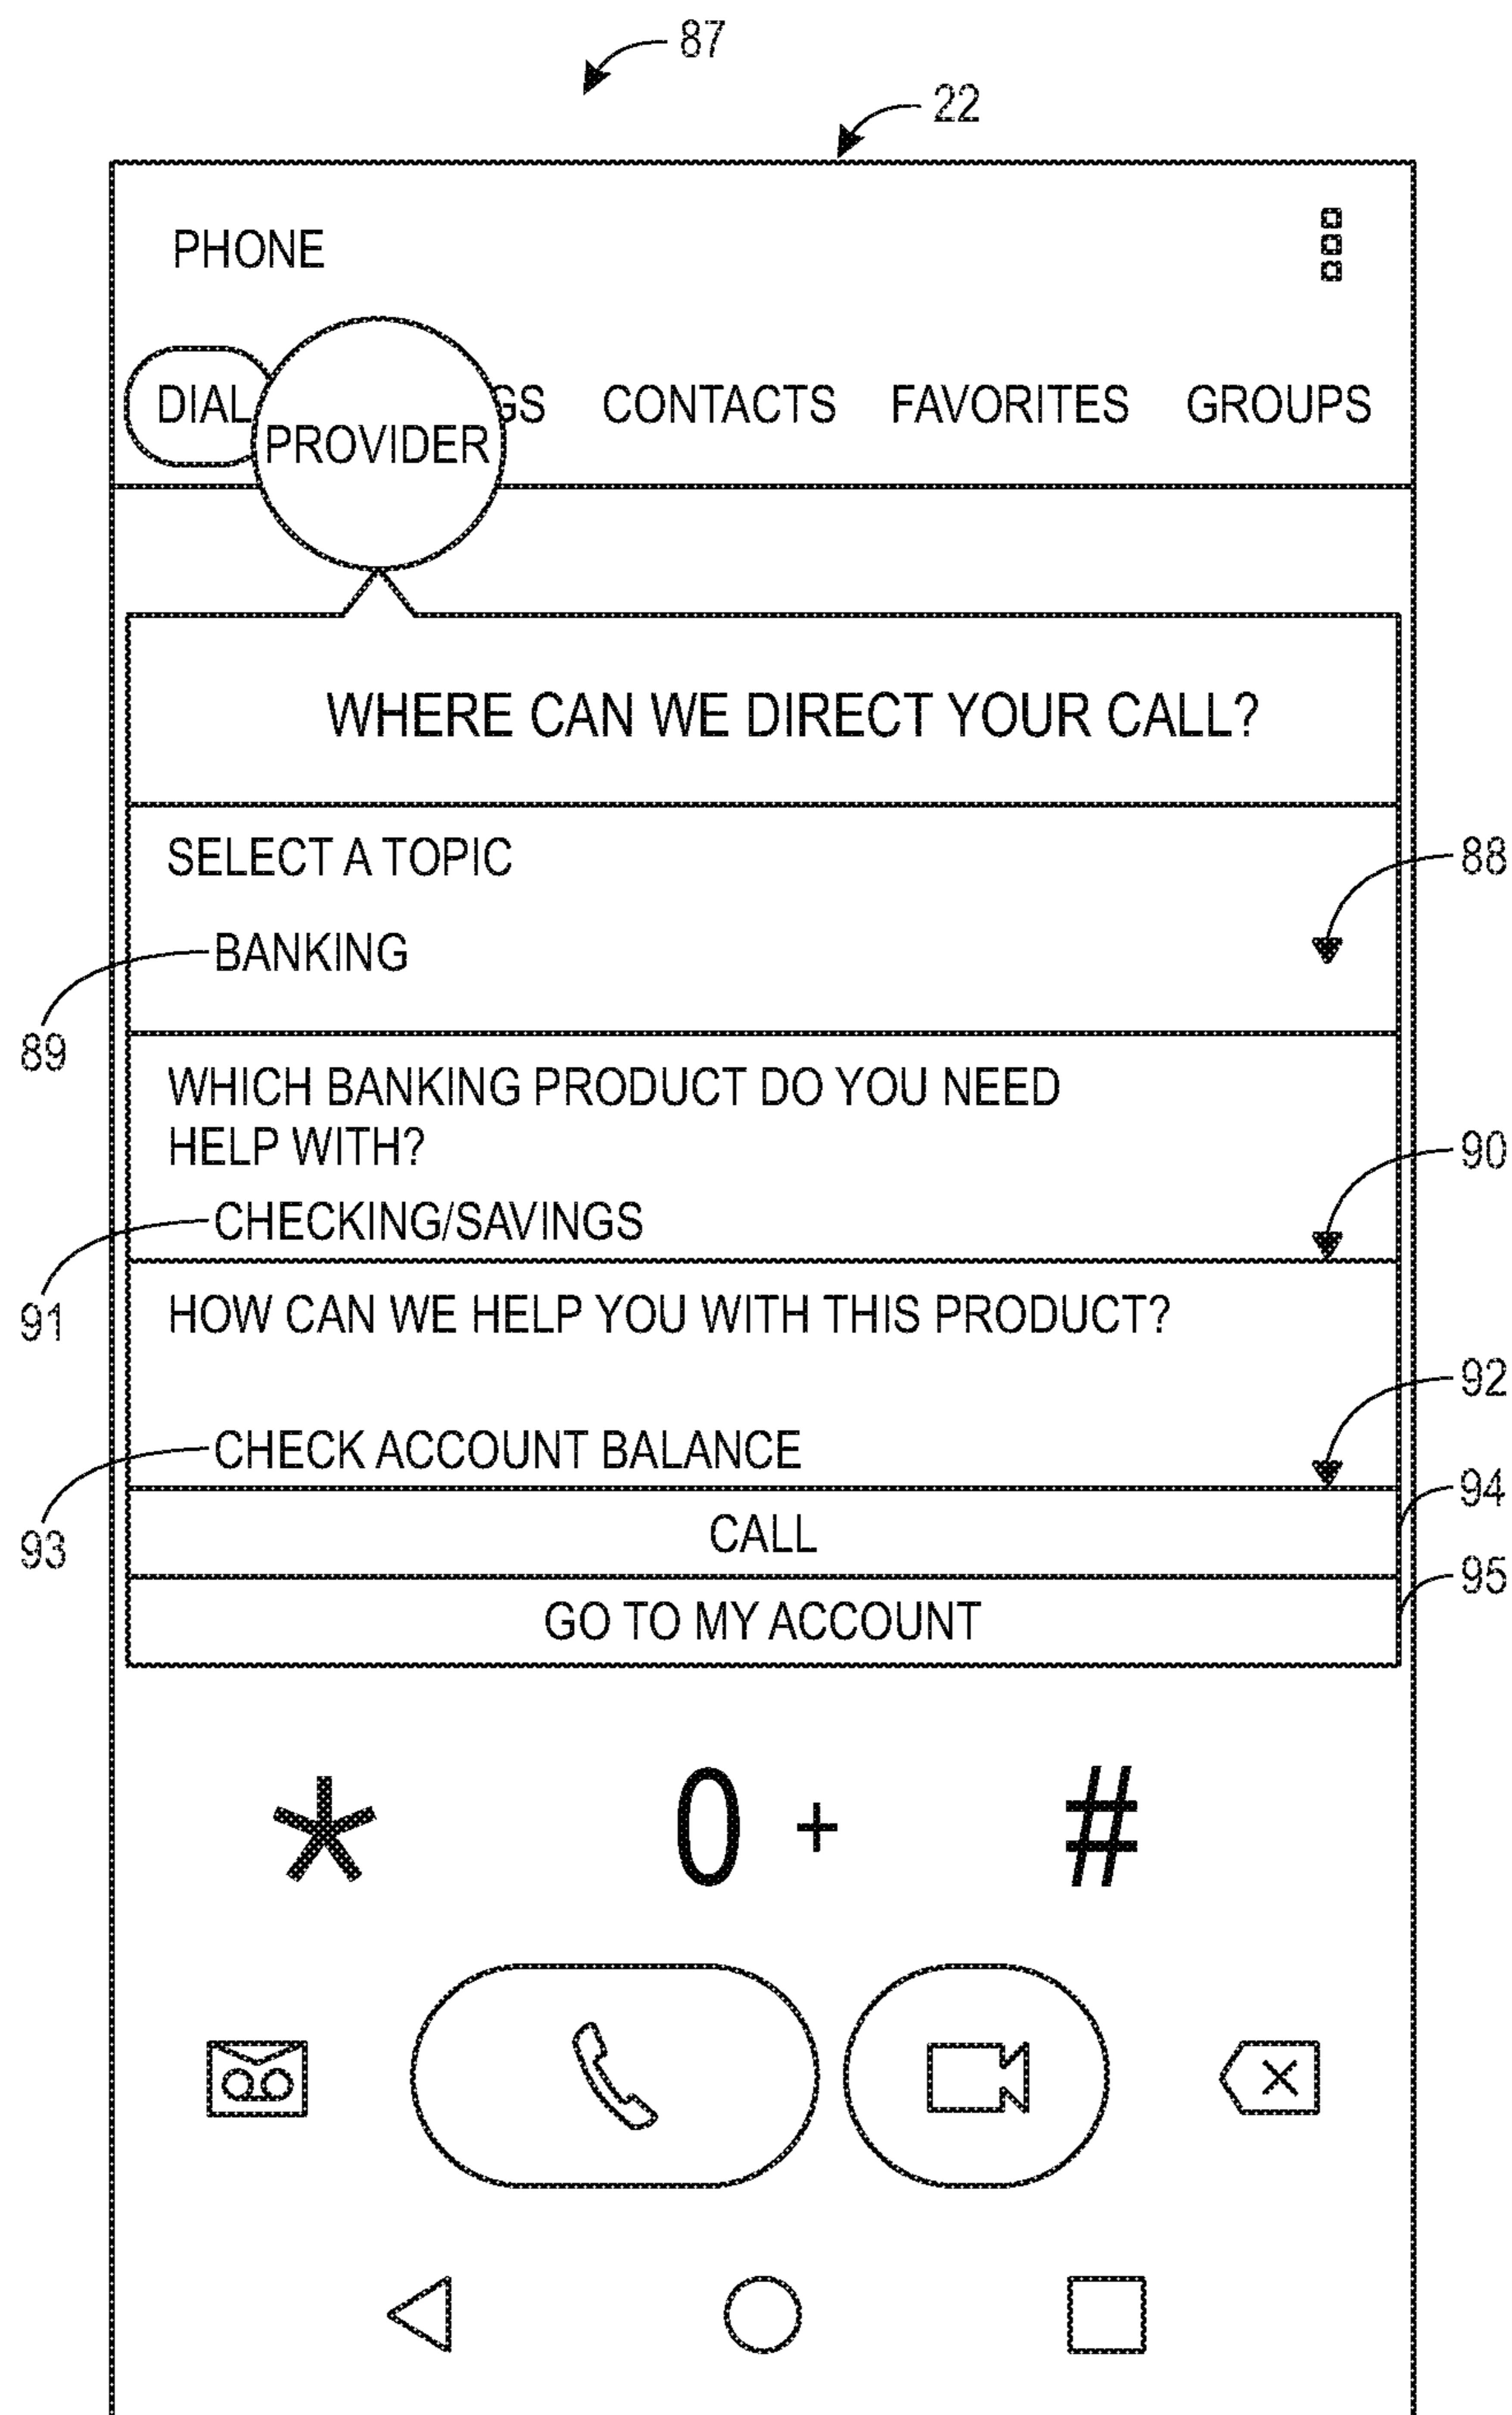 87
22
PHONE
DIAL GS CONTACTS FAVORITES GROUPS
PROVIDER
WHERE CAN WE DIRECT YOUR CALL?
SELECT A TOPIC
88
BANKING
89
WHICH BANKING PRODUCT DO YOU NEED
HELP WITH?
90
CHECKING/SAVINGS
91
HOW CAN WE HELP YOU WITH THIS PRODUCT?
92
CHECK ACCOUNT BALANCE
93
94
CALL
95
GO TO MY ACCOUNT
* 0 + #